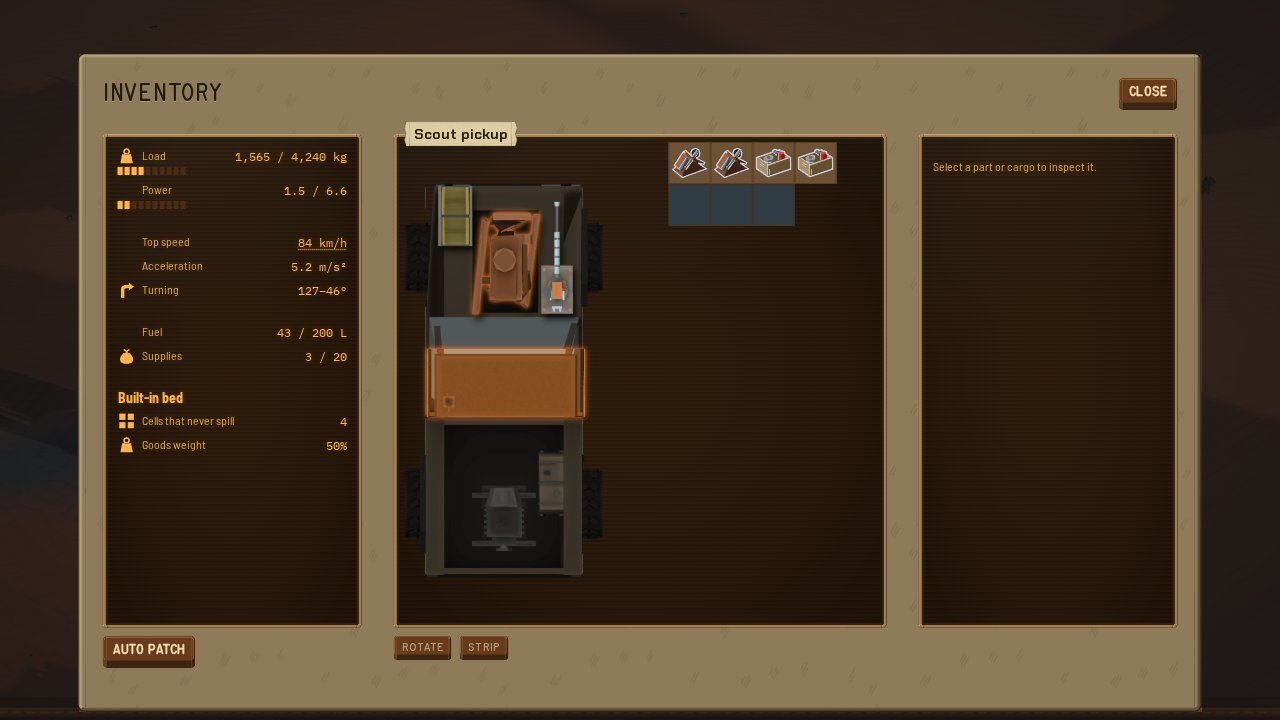 INVENTORY
CLOSE
Scout pickup
Load 1,565 / 4,240 kg
Power 1.5 / 6.6
Top speed 84 km/h
Acceleration 5.2 m/s²
Turning 127–46°
Fuel 43 / 200 L
Supplies 3 / 20
Built-in bed
Cells that never spill 4
Goods weight 50%
Select a part or cargo to inspect it.
AUTO PATCH
ROTATE
STRIP